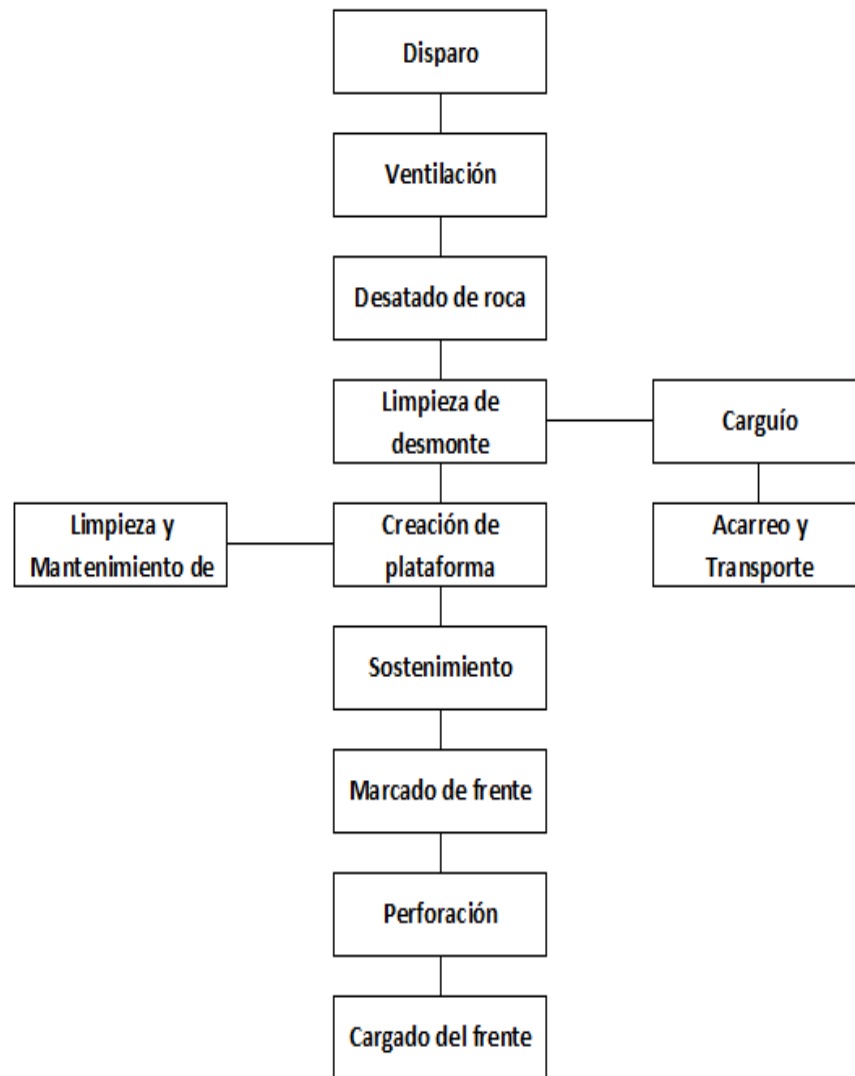 Disparo
Ventilación
Desatado de roca
Limpieza de
desmonte
Carguío
Limpieza y
Mantenimiento de
Creación de
plataforma
Acarreo y
Transporte
Sostenimiento
Marcado de frente
Perforación
Cargado del frente